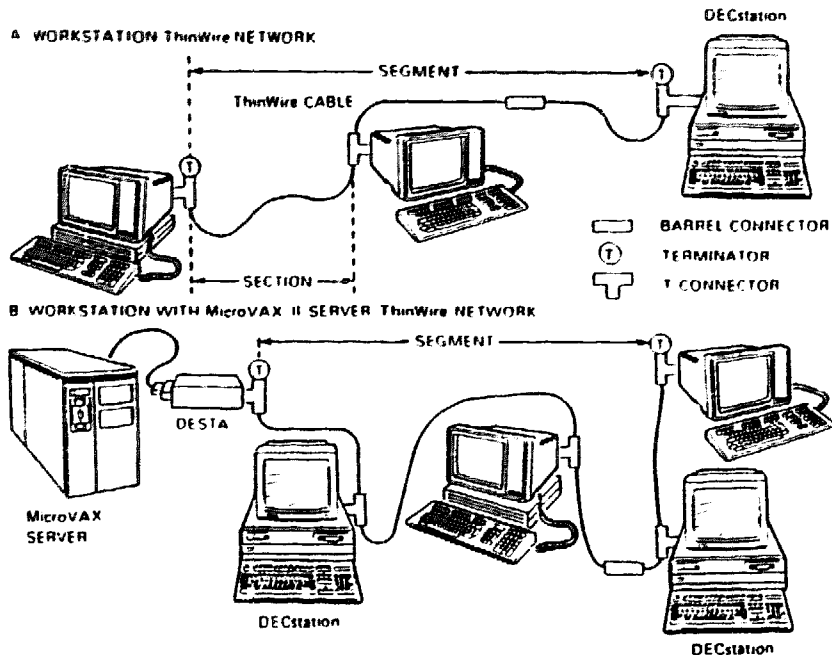 A WORKSTATION ThinWire NETWORK
DECstation
SEGMENT
T
T
ThinWire CABLE
BARREL CONNECTOR
T
TERMINATOR
T CONNECTOR
SECTION
B WORKSTATION WITH MicroVAX II SERVER ThinWire NETWORK
SEGMENT
T
T
DESTA
MicroVAX
SERVER
DECstation
DECstation